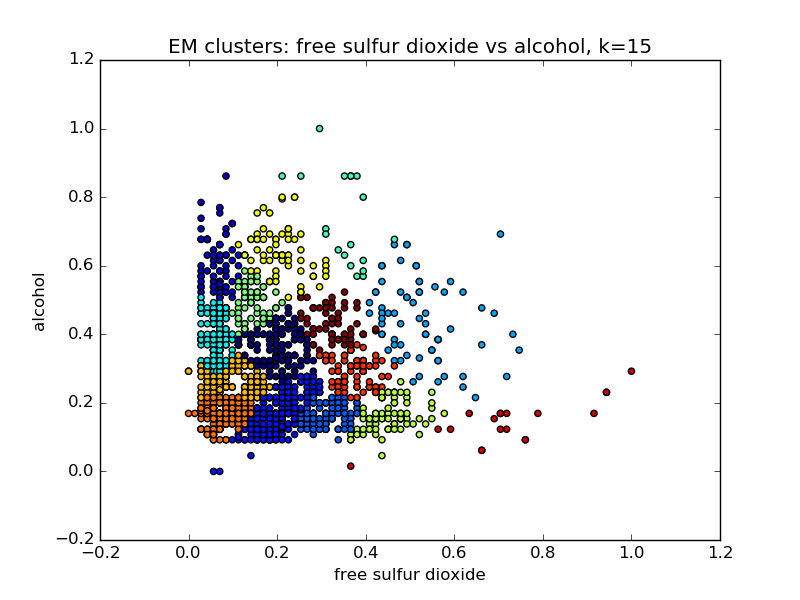 EM clusters: free sulfur dioxide vs alcohol, k=15
1.2
1.0
0.8
0.6
0.4
0.2
0.0
−0.2
alcohol
−0.2 0.0 0.2 0.4 0.6 0.8 1.0 1.2
free sulfur dioxide